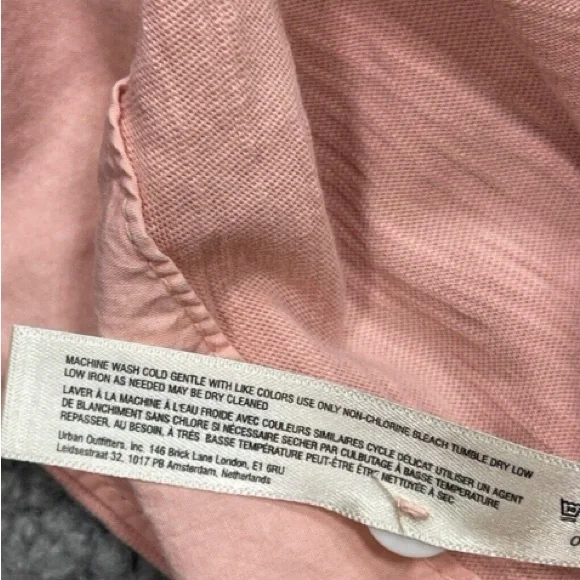 MACHINE WASH COLD GENTLE WITH LIKE COLORS USE ONLY NON-CHLORINE BLEACH TUMBLE DRY LOW
LOW IRON AS NEEDED MAY BE DRY CLEANED
LAVER À LA MACHINE À L'EAU FROIDE AVEC COULEURS SIMILAIRES CYCLE DÉLICAT UTILISER UN AGENT
DE BLANCHIMENT SANS CHLORE SI NÉCESSAIRE SECHER PAR CULBUTAGE À BASSE TEMPÉRATURE
REPASSER, AU BESOIN, À TRÉS BASSE TEMPÉRATURE PEUT-ÊTRE ÊTRE NETTOYÉE À SEC
Urban Outfitters, Inc. 146 Brick Lane London, E1 6RU
Leidsestraat 32, 1017 PB Amsterdam, Netherlands